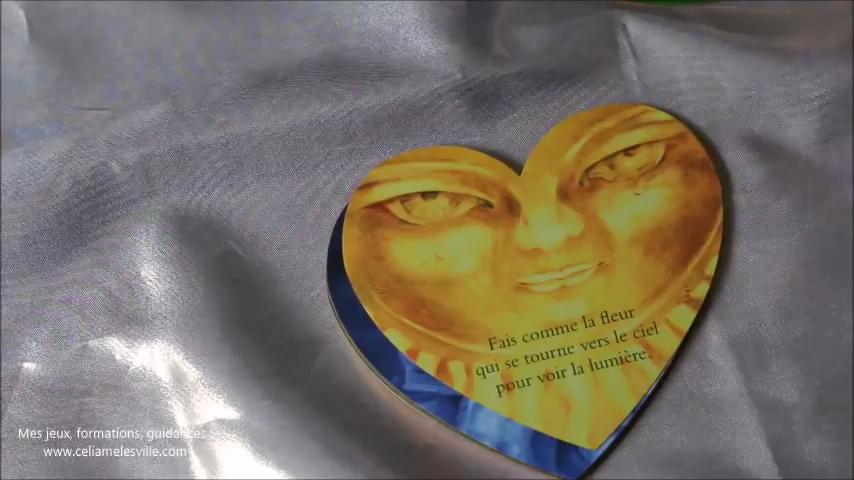 Fais comme la fleur
qui se tourne vers le ciel
pour voir la lumière.
Mes jeux, formations, guidances
www.celiamelesville.com